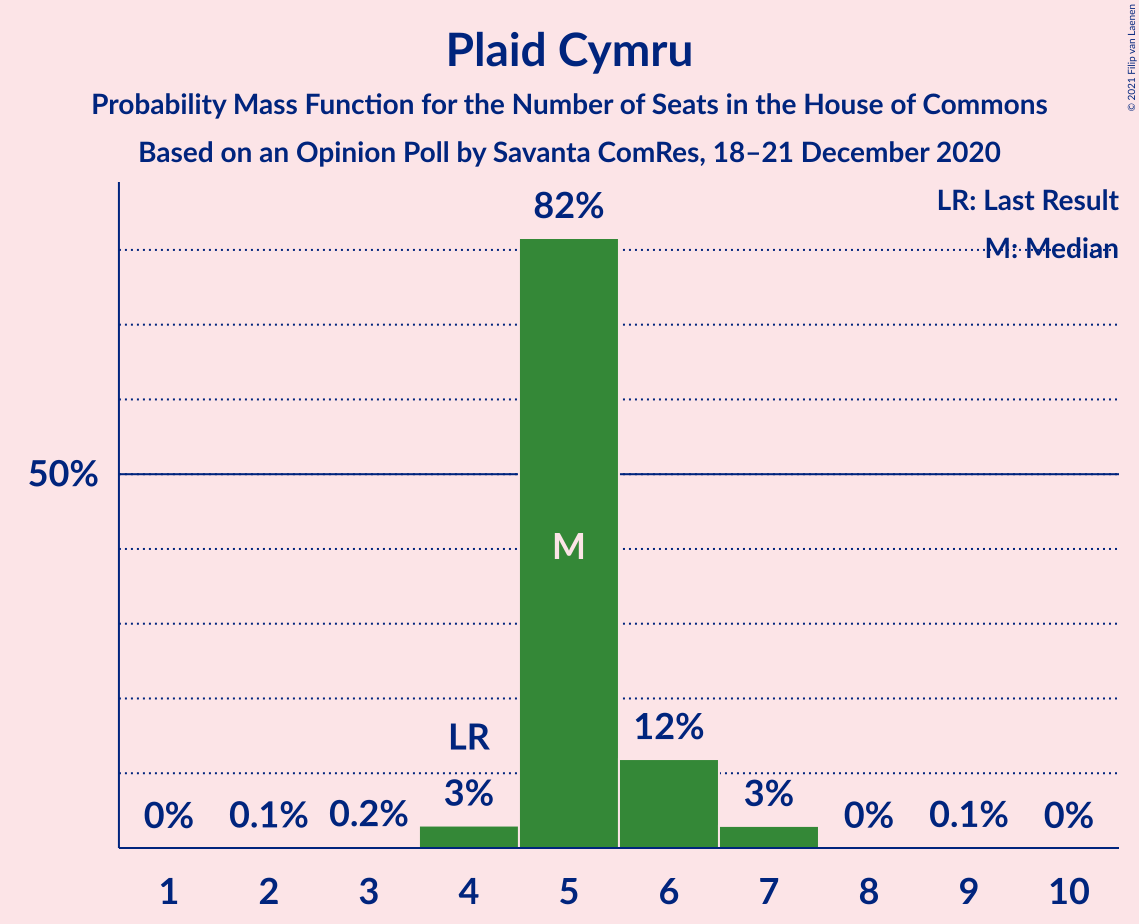 Plaid Cymru
Probability Mass Function for the Number of Seats in the House of Commons
Based on an Opinion Poll by Savanta ComRes, 18–21 December 2020
© 2021 Filip van Laenen
LR: Last Result
M: Median
82%
50%
M
LR
12%
0%
0.1%
0.2%
3%
3%
0%
0.1%
0%
1 2 3 4 5 6 7 8 9 10